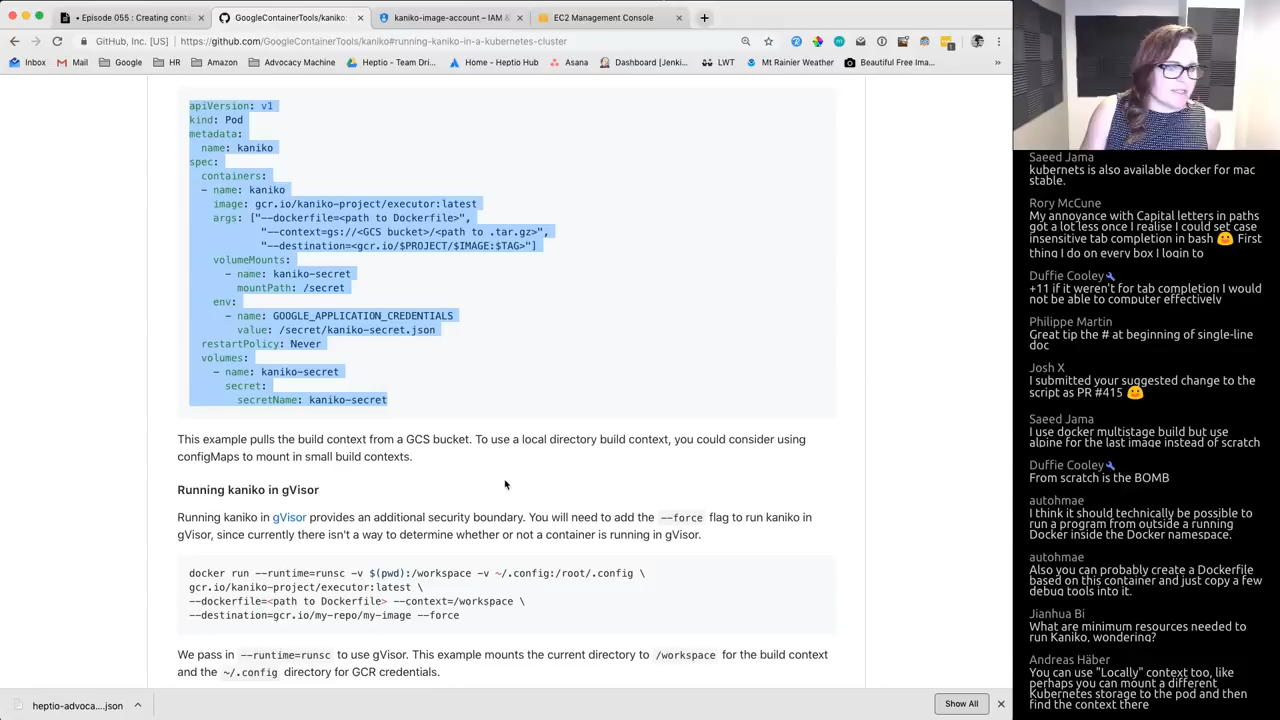 • Episode 055 : Creating conta
GoogleContainerTools/kaniko:
kaniko-image-account – IAM &
EC2 Management Console
GitHub, Inc. [US]
https://github.com/GoogleContainerTools/kaniko#running-kaniko-in-a-kubernetes-cluster
Inbox
Mail
Google
HR
Amazon
Advocacy Machine
Heptio - Team Dri...
Home - Heptio Hub
Asana
Dashboard [Jenki...
LWT
Mt Rainier Weather
Beautiful Free Ima...
apiVersion: v1
kind: Pod
metadata:
name: kaniko
spec:
containers:
- name: kaniko
image: gcr.io/kaniko-project/executor:latest
args: ["--dockerfile=<path to Dockerfile>",
"--context=gs://<GCS bucket>/<path to .tar.gz>",
"--destination=<gcr.io/$PROJECT/$IMAGE:$TAG>"]
volumeMounts:
- name: kaniko-secret
mountPath: /secret
env:
- name: GOOGLE_APPLICATION_CREDENTIALS
value: /secret/kaniko-secret.json
restartPolicy: Never
volumes:
- name: kaniko-secret
secret:
secretName: kaniko-secret
This example pulls the build context from a GCS bucket. To use a local directory build context, you could consider using
configMaps to mount in small build contexts.
Running kaniko in gVisor
Running kaniko in gVisor provides an additional security boundary. You will need to add the --force flag to run kaniko in
gVisor, since currently there isn't a way to determine whether or not a container is running in gVisor.
docker run --runtime=runsc -v $(pwd):/workspace -v ~/.config:/root/.config \
gcr.io/kaniko-project/executor:latest \
--dockerfile=<path to Dockerfile> --context=/workspace \
--destination=gcr.io/my-repo/my-image --force
We pass in --runtime=runsc to use gVisor. This example mounts the current directory to /workspace for the build context
and the ~/.config directory for GCR credentials.
heptio-advoca....json
Show All
Saeed Jama
kubernets is also available docker for mac
stable.
Rory McCune
My annoyance with Capital letters in paths
got a lot less once I realise I could set case
insensitive tab completion in bash 😀 First
thing I do on every box I login to
Duffie Cooley
+11 if it weren't for tab completion I would
not be able to computer effectively
Philippe Martin
Great tip the # at beginning of single-line
doc
Josh X
I submitted your suggested change to the
script as PR #415 😀
Saeed Jama
I use docker multistage build but use
alpine for the last image instead of scratch
Duffie Cooley
From scratch is the BOMB
autohmae
I think it should technically be possible to
run a program from outside a running
Docker inside the Docker namespace.
autohmae
Also you can probably create a Dockerfile
based on this container and just copy a few
debug tools into it.
Jianhua Bi
What are minimum resources needed to
run Kaniko, wondering?
Andreas Häber
You can use "Locally" context too, like
perhaps you can mount a different
Kubernetes storage to the pod and then
find the context there